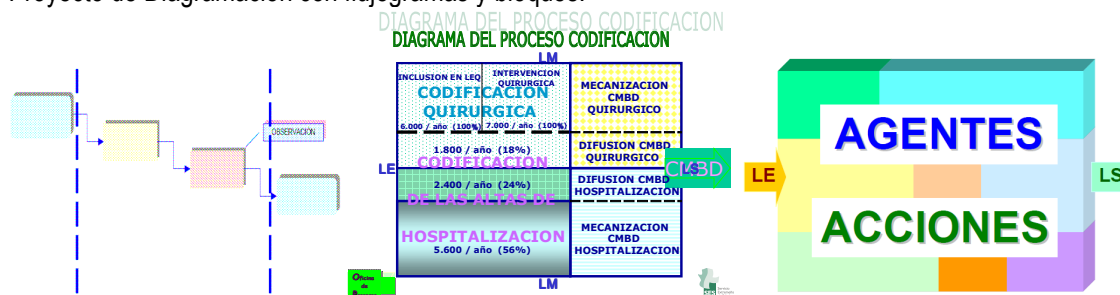 Proyecto de Diagramación con flujogramas y bloques.
OBSERVACIÓN
DIAGRAMA DEL PROCESO CODIFICACION
DIAGRAMA DEL PROCESO CODIFICACION
LM
INCLUSION EN LEQ
INTERVENCION
QUIRURGICA
CODIFICACION
QUIRURGICA
6.000 / año (100%)
7.000 / año (100%)
MECANIZACION
CMBD
QUIRURGICO
1.800 / año (18%)
CODIFICACION
DIFUSION CMBD
QUIRURGICO
LE
2.400 / año (24%)
DE LAS ALTAS DE
DIFUSION CMBD
HOSPITALIZACION
CMBD
LS
HOSPITALIZACION
5.600 / año (56%)
MECANIZACION
CMBD
HOSPITALIZACION
LM
Oficina
de
LE
AGENTES
ACCIONES
LS